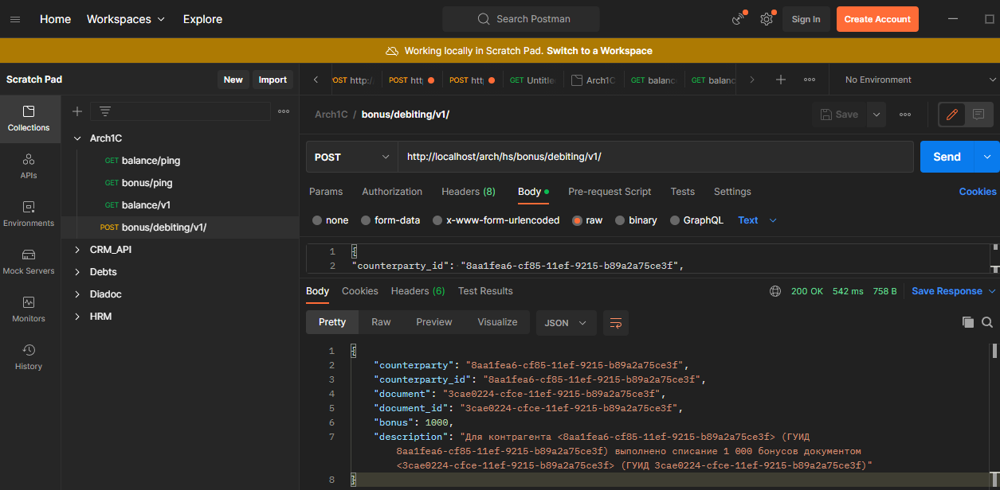 Home Workspaces Explore Search Postman Sign In Create Account
Working locally in Scratch Pad. Switch to a Workspace
Scratch Pad New Import OST http:/ POST htt POST htt GET Untitle Arch1C GET balanc GET balanc No Environment
Arch1C / bonus/debiting/v1/ Save
Collections
APIs
Environments
Mock Servers
Monitors
History
Arch1C
GET balance/ping
GET bonus/ping
GET balance/v1
POST bonus/debiting/v1/
CRM_API
Debts
Diadoc
HRM
POST http://localhost/arch/hs/bonus/debiting/v1/ Send
Params Authorization Headers (8) Body Pre-request Script Tests Settings Cookies
none form-data x-www-form-urlencoded raw binary GraphQL Text
1 {
2 "counterparty_id": "8aa1fea6-cf85-11ef-9215-b89a2a75ce3f",
Body Cookies Headers (6) Test Results 200 OK 542 ms 758 B Save Response
Pretty Raw Preview Visualize JSON
1 {
2 "counterparty": "8aa1fea6-cf85-11ef-9215-b89a2a75ce3f",
3 "counterparty_id": "8aa1fea6-cf85-11ef-9215-b89a2a75ce3f",
4 "document": "3cae0224-cfce-11ef-9215-b89a2a75ce3f",
5 "document_id": "3cae0224-cfce-11ef-9215-b89a2a75ce3f",
6 "bonus": 1000,
7 "description": "Для контрагента <8aa1fea6-cf85-11ef-9215-b89a2a75ce3f> (ГУИД
8aa1fea6-cf85-11ef-9215-b89a2a75ce3f) выполнено списание 1 000 бонусов документом
<3cae0224-cfce-11ef-9215-b89a2a75ce3f> (ГУИД 3cae0224-cfce-11ef-9215-b89a2a75ce3f)"
8 }